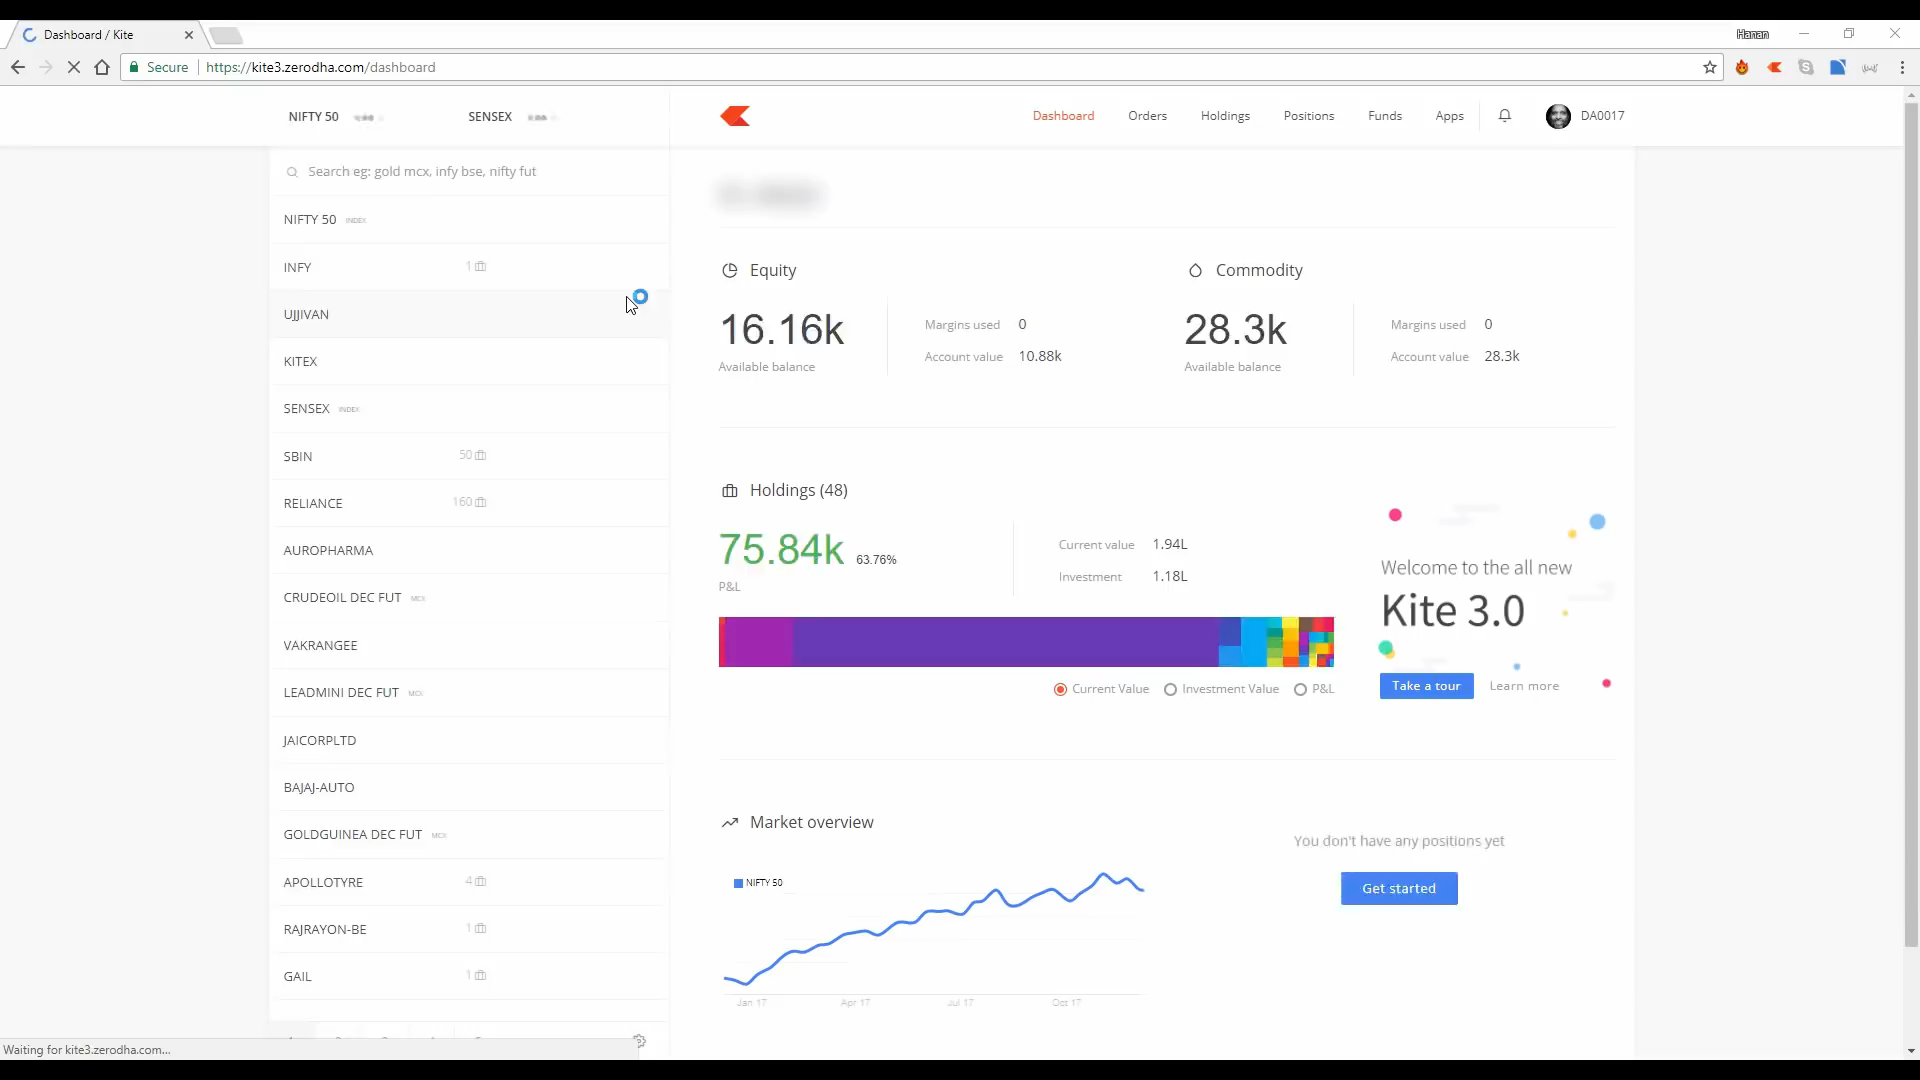 Dashboard / Kite
Hanan
Secure
https://kite3.zerodha.com/dashboard
NIFTY 50
SENSEX
Dashboard
Orders
Holdings
Positions
Funds
Apps
DA0017
Search eg: gold mcx, infy bse, nifty fut
NIFTY 50 INDEX
INFY 1
UJJIVAN
KITEX
SENSEX INDEX
SBIN 50
RELIANCE 160
AUROPHARMA
CRUDEOIL DEC FUT MCX
VAKRANGEE
LEADMINI DEC FUT MCX
JAICORPLTD
BAJAJ-AUTO
GOLDGUINEA DEC FUT MCX
APOLLOTYRE 4
RAJRAYON-BE 1
GAIL 1
Equity
16.16k
Available balance
Margins used 0
Account value 10.88k
Commodity
28.3k
Available balance
Margins used 0
Account value 28.3k
Holdings (48)
75.84k 63.76%
P&L
Current value 1.94L
Investment 1.18L
Current Value
Investment Value
P&L
Welcome to the all new
Kite 3.0
Take a tour
Learn more
Market overview
NIFTY 50
Jan 17
Apr 17
Jul 17
Oct 17
You don't have any positions yet
Get started
Waiting for kite3.zerodha.com...